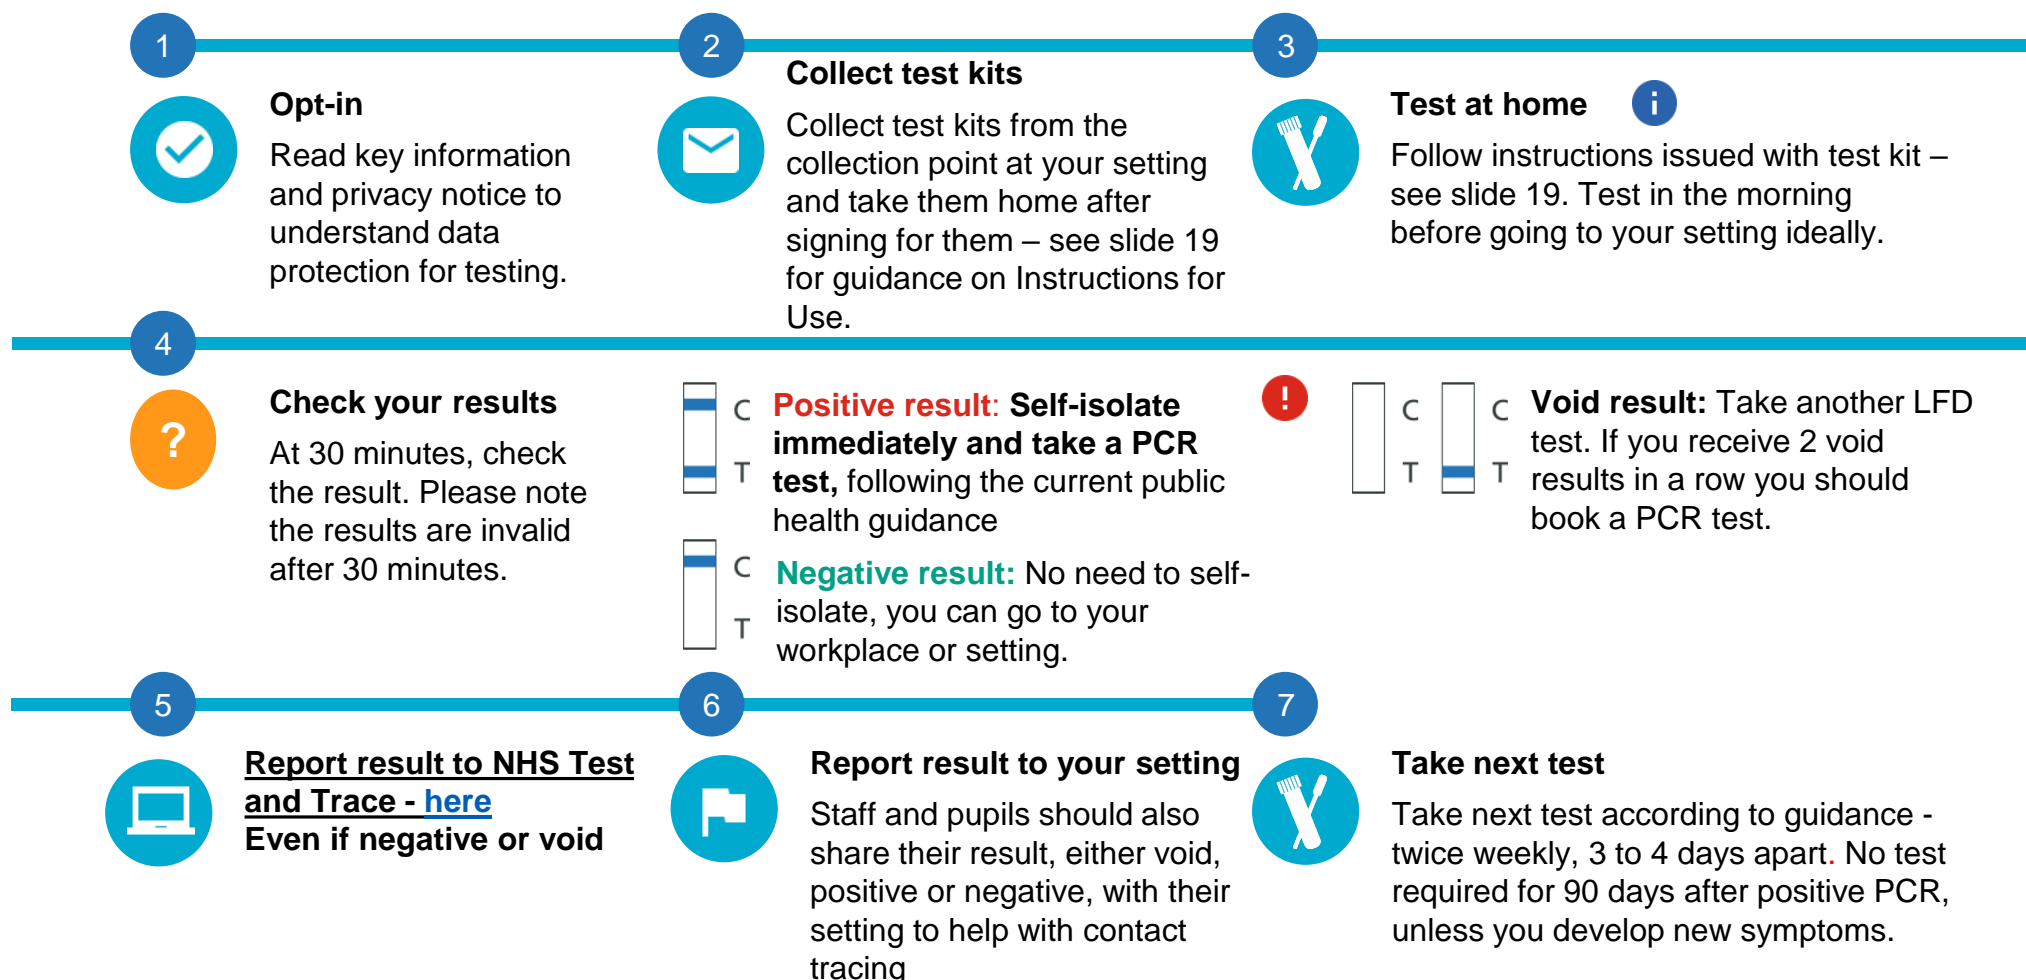 1
Opt-in
Read key information
and privacy notice to
understand data
protection for testing.
2
Collect test kits
Collect test kits from the
collection point at your setting
and take them home after
signing for them – see slide 19
for guidance on Instructions for
Use.
3
Test at home i
Follow instructions issued with test kit –
see slide 19. Test in the morning
before going to your setting ideally.
4
?
Check your results
At 30 minutes, check
the result. Please note
the results are invalid
after 30 minutes.
C
T
Positive result: Self-isolate
immediately and take a PCR
test, following the current public
health guidance
C
T
Negative result: No need to self-
isolate, you can go to your
workplace or setting.
!
C
T
C
T
Void result: Take another LFD
test. If you receive 2 void
results in a row you should
book a PCR test.
5
Report result to NHS Test
and Trace - here
Even if negative or void
6
Report result to your setting
Staff and pupils should also
share their result, either void,
positive or negative, with their
setting to help with contact
tracing
7
Take next test
Take next test according to guidance -
twice weekly, 3 to 4 days apart. No test
required for 90 days after positive PCR,
unless you develop new symptoms.